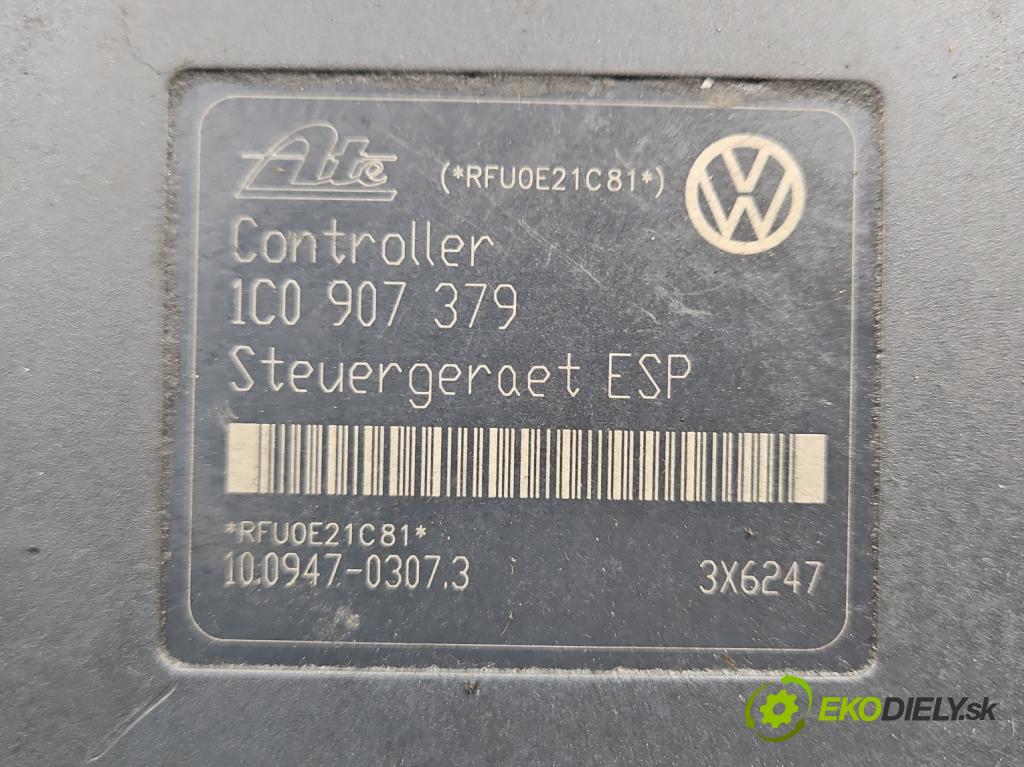 Ate (*RFU0E21C81*)
Controller
1C0 907 379
Steuergeraet ESP
*RFU0E21C81*
10.0947-0307.3 3X6247
EKODIELY.sk